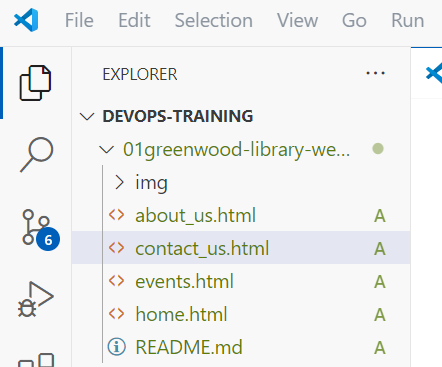 File Edit Selection View Go Run
EXPLORER ...
DEVOPS-TRAINING
01greenwood-library-we...
img
about_us.html A
contact_us.html A
6
events.html A
home.html A
README.md A